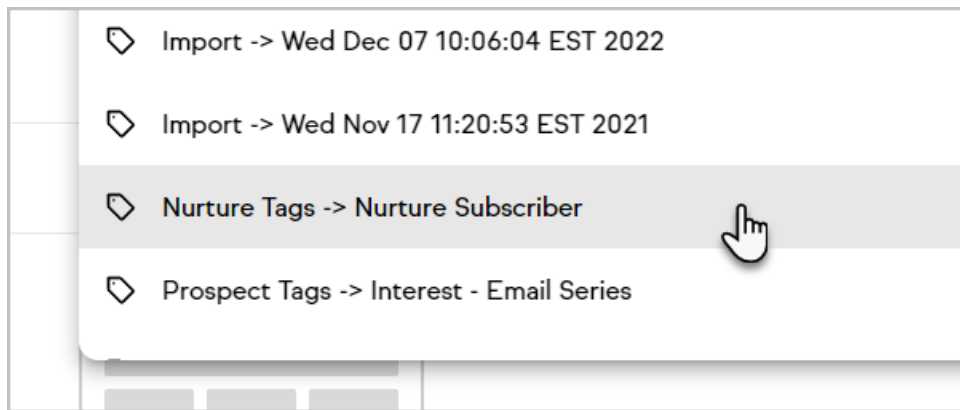 Import -> Wed Dec 07 10:06:04 EST 2022
Import -> Wed Nov 17 11:20:53 EST 2021
Nurture Tags -> Nurture Subscriber
Prospect Tags -> Interest - Email Series